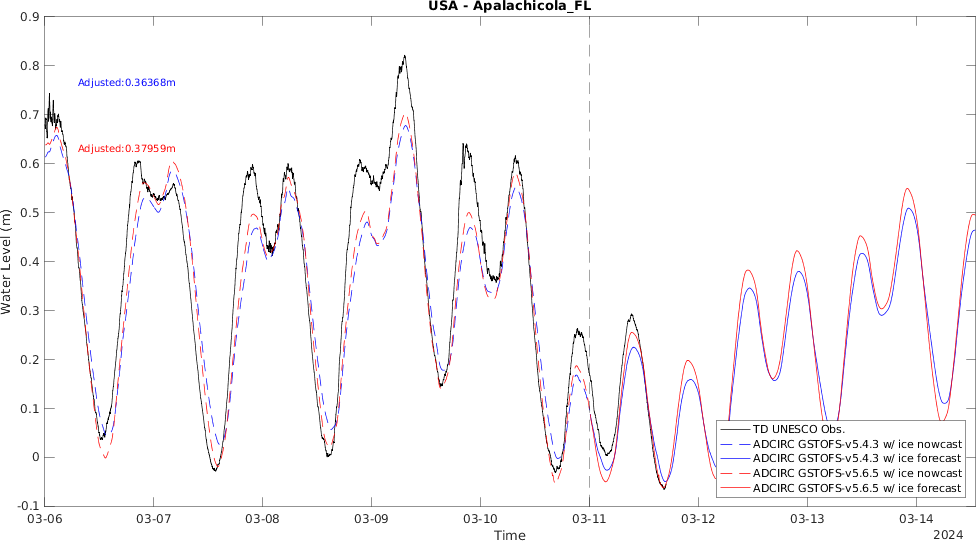 USA - Apalachicola_FL
0.9
0.8
Adjusted:0.36368m
0.7
Adjusted:0.37959m
0.6
0.5
Water Level (m)
0.4
0.3
0.2
0.1
0
-0.1
TD UNESCO Obs.
ADCIRC GSTOFS-v5.4.3 w/ ice nowcast
ADCIRC GSTOFS-v5.4.3 w/ ice forecast
ADCIRC GSTOFS-v5.6.5 w/ ice nowcast
ADCIRC GSTOFS-v5.6.5 w/ ice forecast
03-06 03-07 03-08 03-09 03-10 03-11 03-12 03-13 03-14
Time
2024